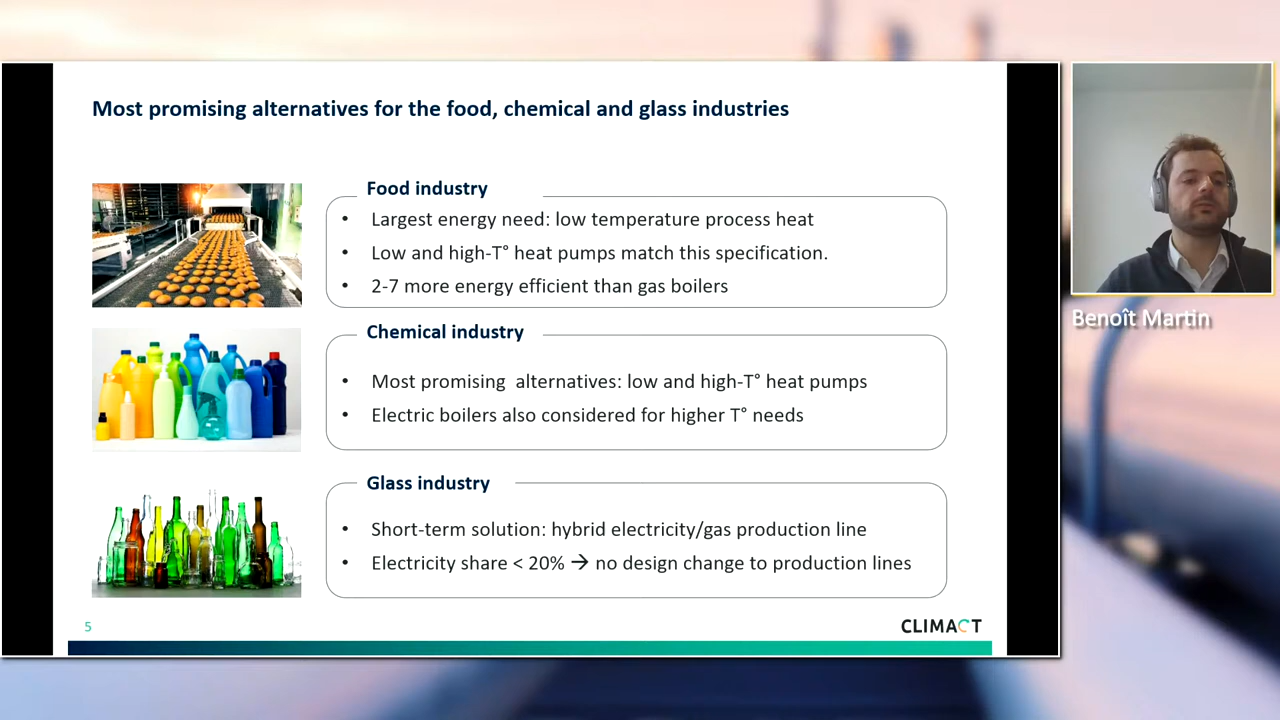 Most promising alternatives for the food, chemical and glass industries
Food industry
• Largest energy need: low temperature process heat
• Low and high-T° heat pumps match this specification.
• 2-7 more energy efficient than gas boilers
Chemical industry
• Most promising  alternatives: low and high-T° heat pumps
• Electric boilers also considered for higher T° needs
Glass industry
• Short-term solution: hybrid electricity/gas production line
• Electricity share < 20% → no design change to production lines
5
CLIMACT
Benoît Martin